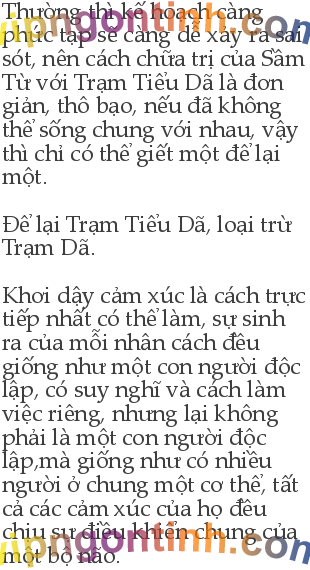 Thường thì kế hoạch càng
phức tạp sẽ càng dễ xảy ra sai
sót, nên cách chữa trị của Sầm
Từ với Trạm Tiểu Dã là đơn
giản, thô bạo, nếu đã không
thể sống chung với nhau, vậy
thì chỉ có thể giết một để lại
một.
Để lại Trạm Tiểu Dã, loại trừ
Trạm Dã.
Khơi dậy cảm xúc là cách trực
tiếp nhất có thể làm, sự sinh
ra của mỗi nhân cách đều
giống như một con người độc
lập, có suy nghĩ và cách làm
việc riêng, nhưng lại không
phải là một con người độc
lập,mà giống như có nhiều
người ở chung một cơ thể, tất
cả các cảm xúc của họ đều
chịu sự điều khiển chung của
một bộ não.
vipngontinh.com
vipngontinh.com